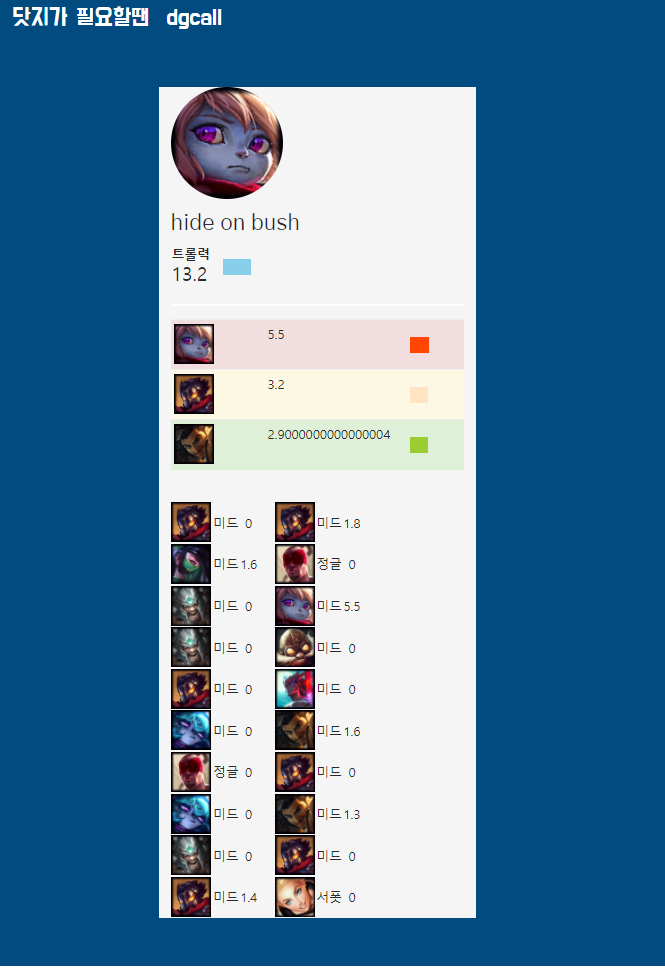 닷지가 필요할땐 dgcall
hide on bush
트롤력
13.2
5.5
3.2
2.9000000000000004
미드 0 미드 1.8
미드 1.6 정글 0
미드 0 미드 5.5
미드 0 미드 0
미드 0 미드 0
미드 0 미드 1.6
정글 0 미드 0
미드 0 미드 1.3
미드 0 미드 0
미드 1.4 서폿 0